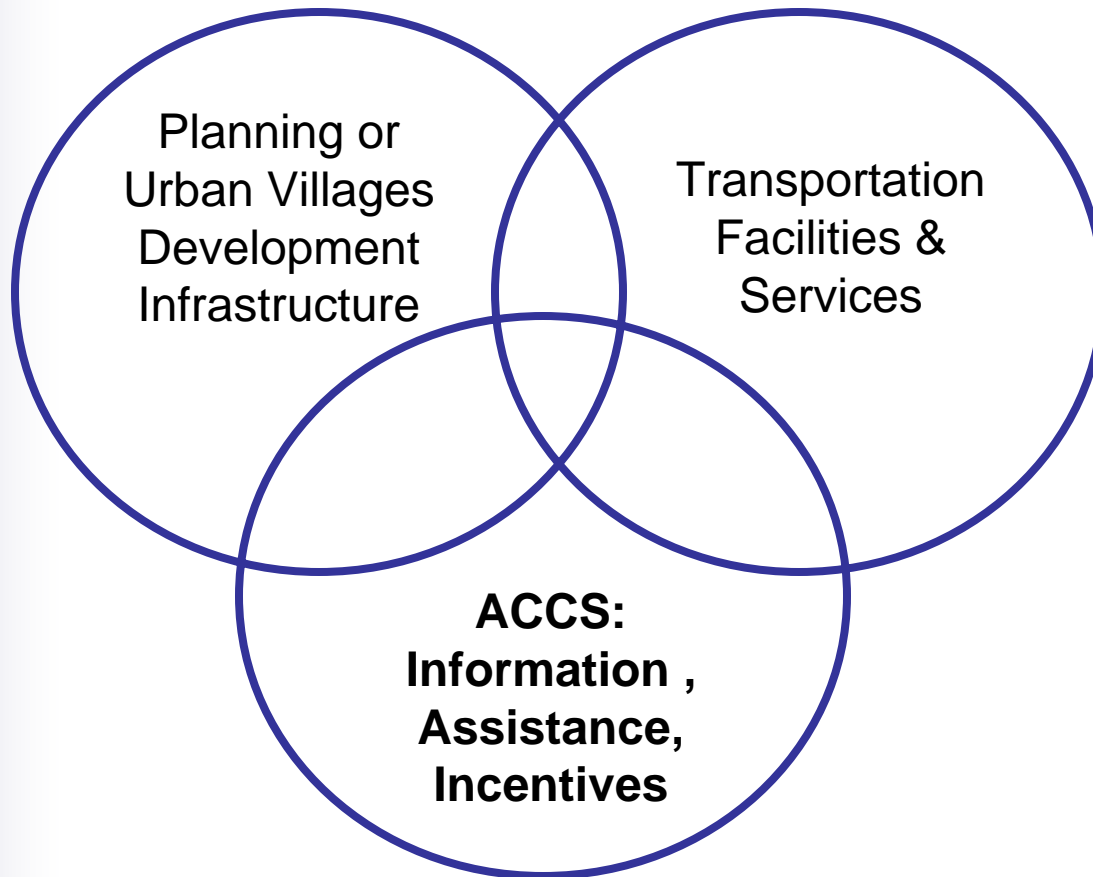 Planning or
Urban Villages
Development
Infrastructure
Transportation
Facilities &
Services
ACCS:
Information ,
Assistance,
Incentives